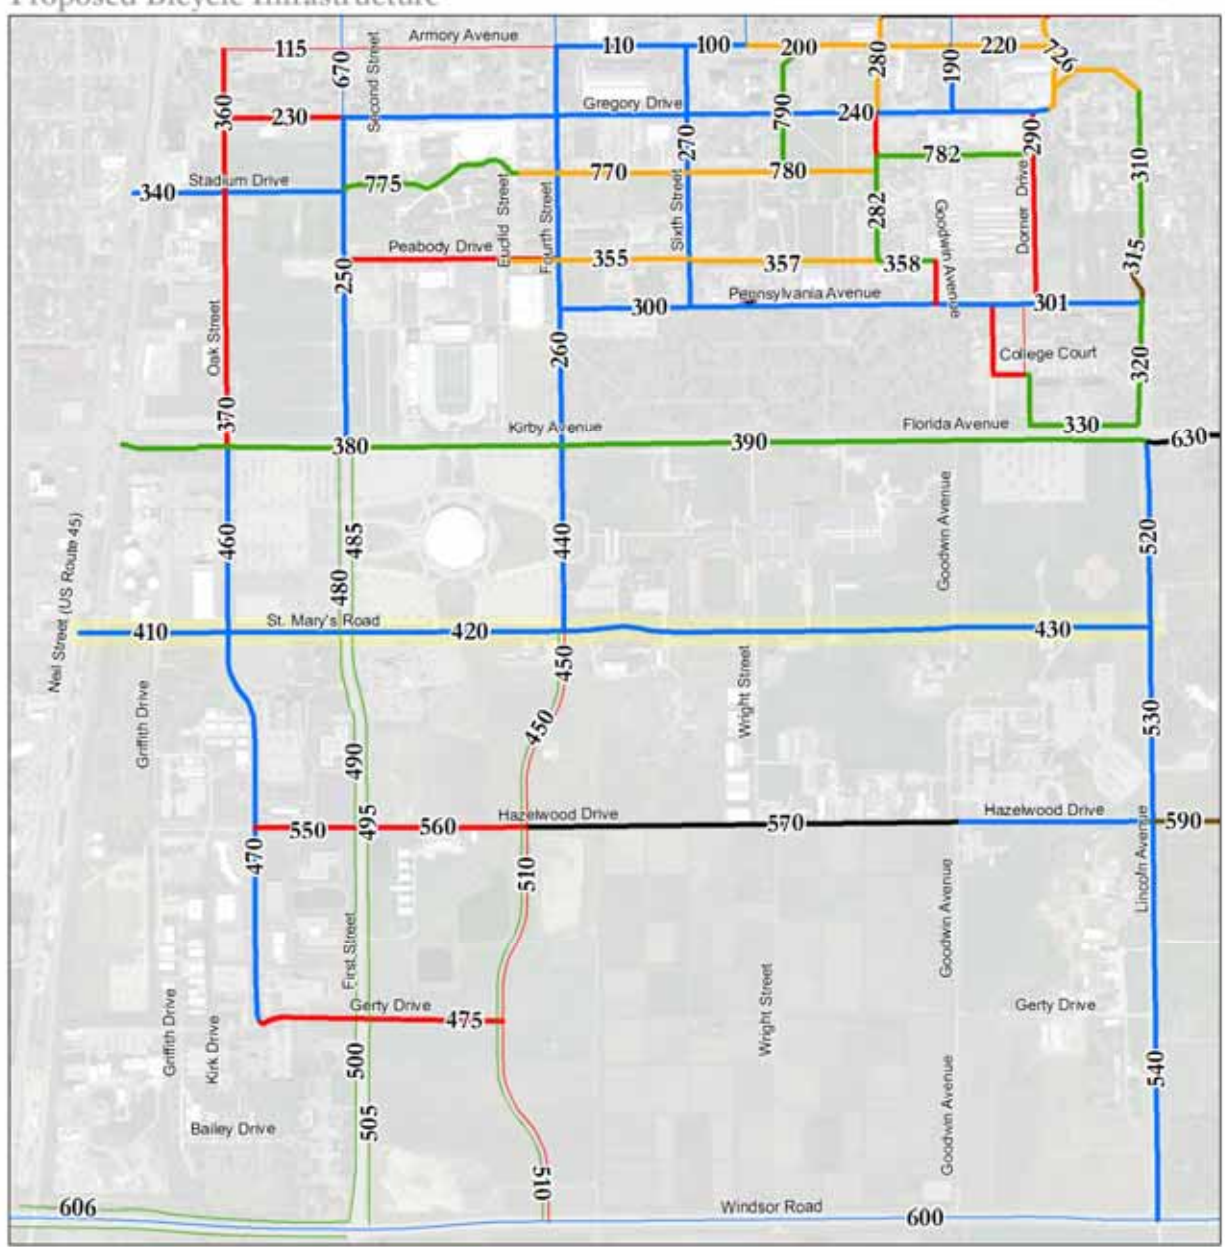 Proposed Bicycle Infrastructure
Armory Avenue
115
670
Second Street
110
100
200
280
220
726
190
360
230
Gregory Drive
790
240
270
290
782
310
Stadium Drive
340
775
770
780
Euclid Street
Fourth Street
Sixth Street
282
Goodwin Avenue
Dorner Drive
Peabody Drive
250
355
357
358
315
Pennsylvania Avenue
300
301
Oak Street
260
College Court
320
370
Kirby Avenue
Florida Avenue
330
380
390
630
Neil Street (US Route 45)
460
485
440
Goodwin Avenue
520
480
St. Mary's Road
410
420
430
450
Griffith Drive
450
Wright Street
530
490
495
Hazelwood Drive
Hazelwood Drive
550
560
570
590
470
510
Lincoln Avenue
First Street
Goodwin Avenue
Griffith Drive
Kirk Drive
Gerty Drive
475
Wright Street
Gerty Drive
500
540
505
Bailey Drive
Goodwin Avenue
510
606
Windsor Road
600